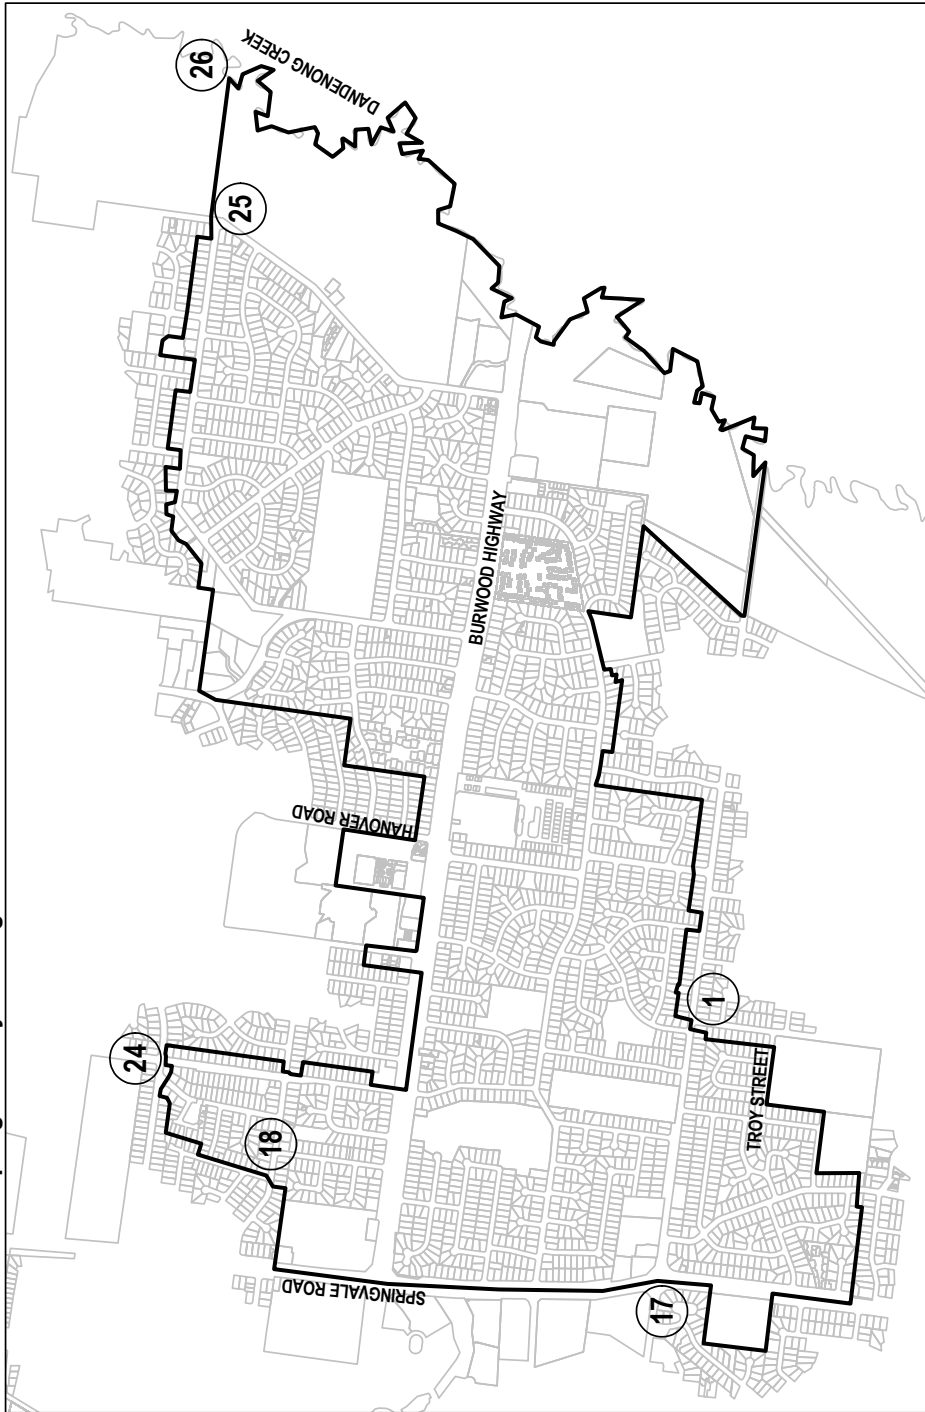 26
DANDENONG CREEK
25
BURWOOD HIGHWAY
HANOVER ROAD
24
18
1
TROY STREET
SPRINGVALE ROAD
17